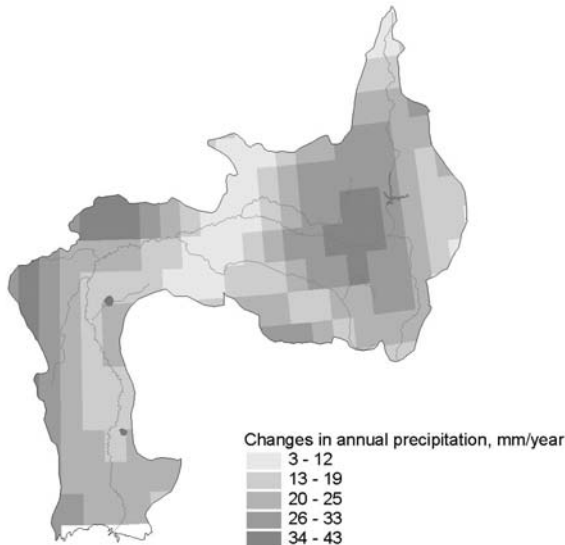 Changes in annual precipitation, mm/year
3 - 12
13 - 19
20 - 25
26 - 33
34 - 43